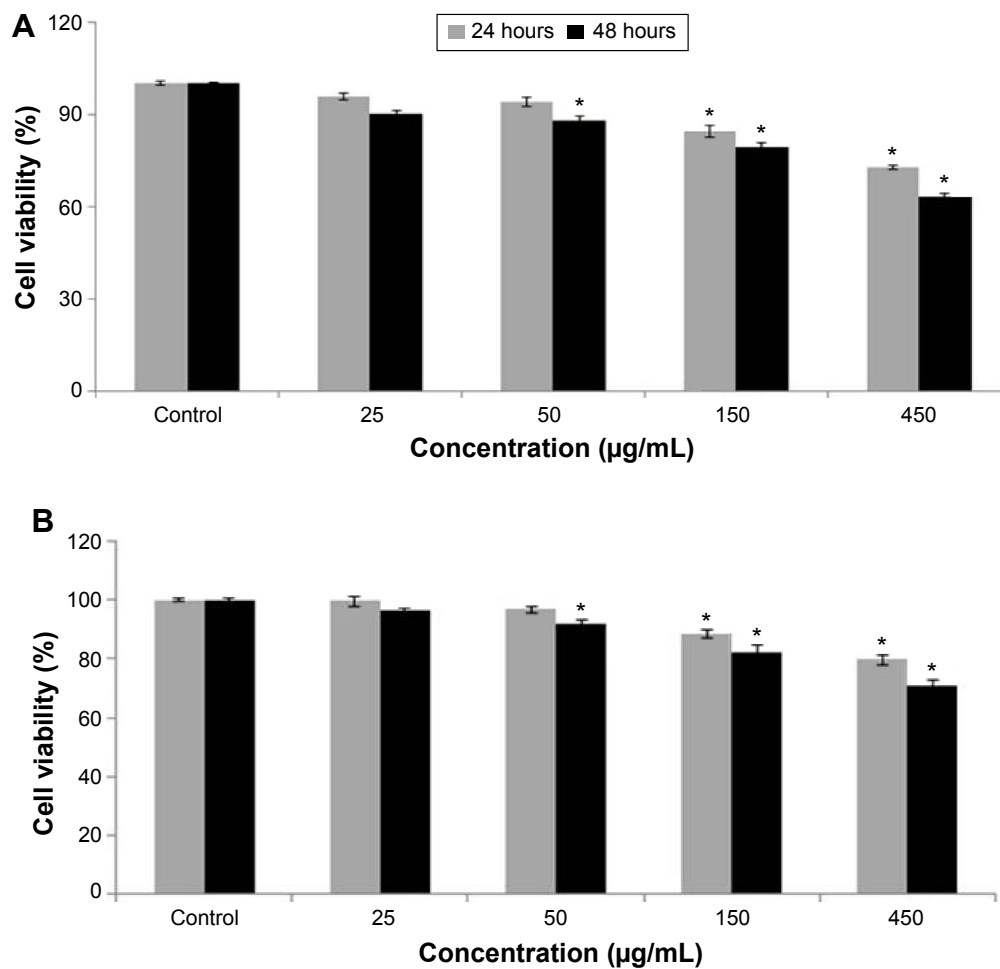 A
24 hours 48 hours
120
90
60
30
0
Cell viability (%)
* * * * *
Control 25 50 150 450
Concentration (µg/mL)
B
120
100
80
60
40
20
0
Cell viability (%)
* * * * *
Control 25 50 150 450
Concentration (µg/mL)